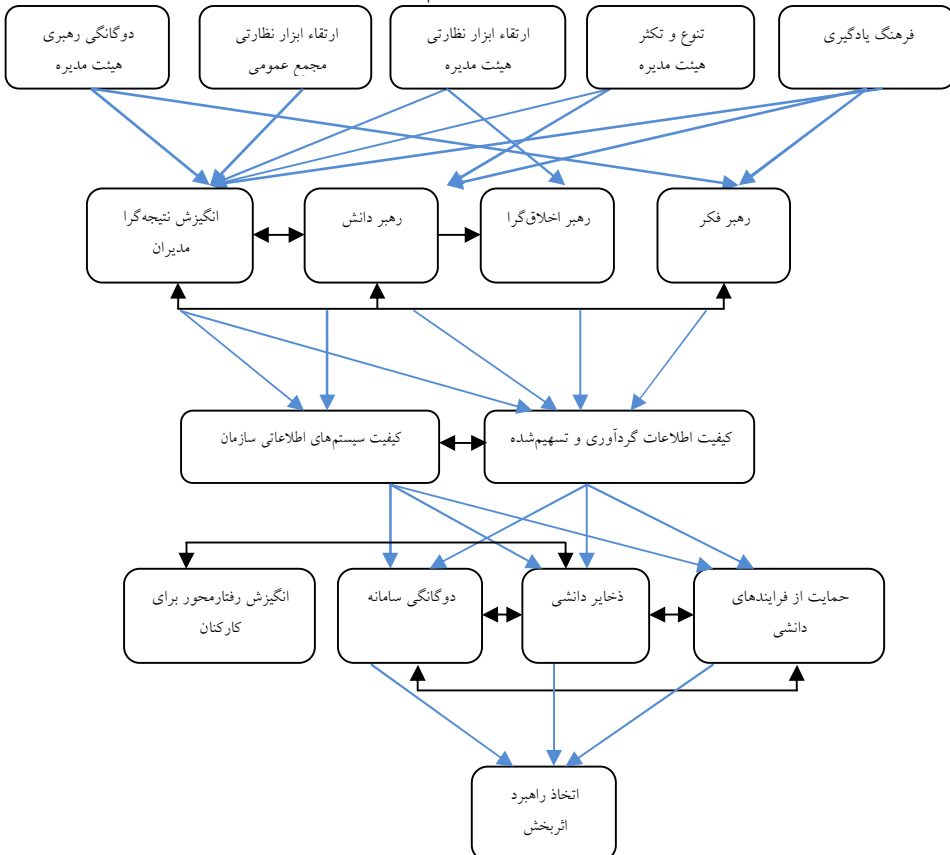 فرهنگ یادگیری
تنوع و تکثر
هیئت مدیره
ارتقاء ابزار نظارتی
هیئت مدیره
ارتقاء ابزار نظارتی
مجمع عمومی
دوگانگی رهبری
هیئت مدیره
رهبر فکر
رهبر اخلاق‌گرا
رهبر دانش
انگیزش نتیجه‌گرا
مدیران
کیفیت اطلاعات گردآوری و تسهیم‌شده
کیفیت سیستم‌های اطلاعاتی سازمان
حمایت از فرایندهای
دانشی
ذخایر دانشی
دوگانگی سامانه
انگیزش رفتارمحور برای
کارکنان
اتخاذ راهبرد
اثربخش